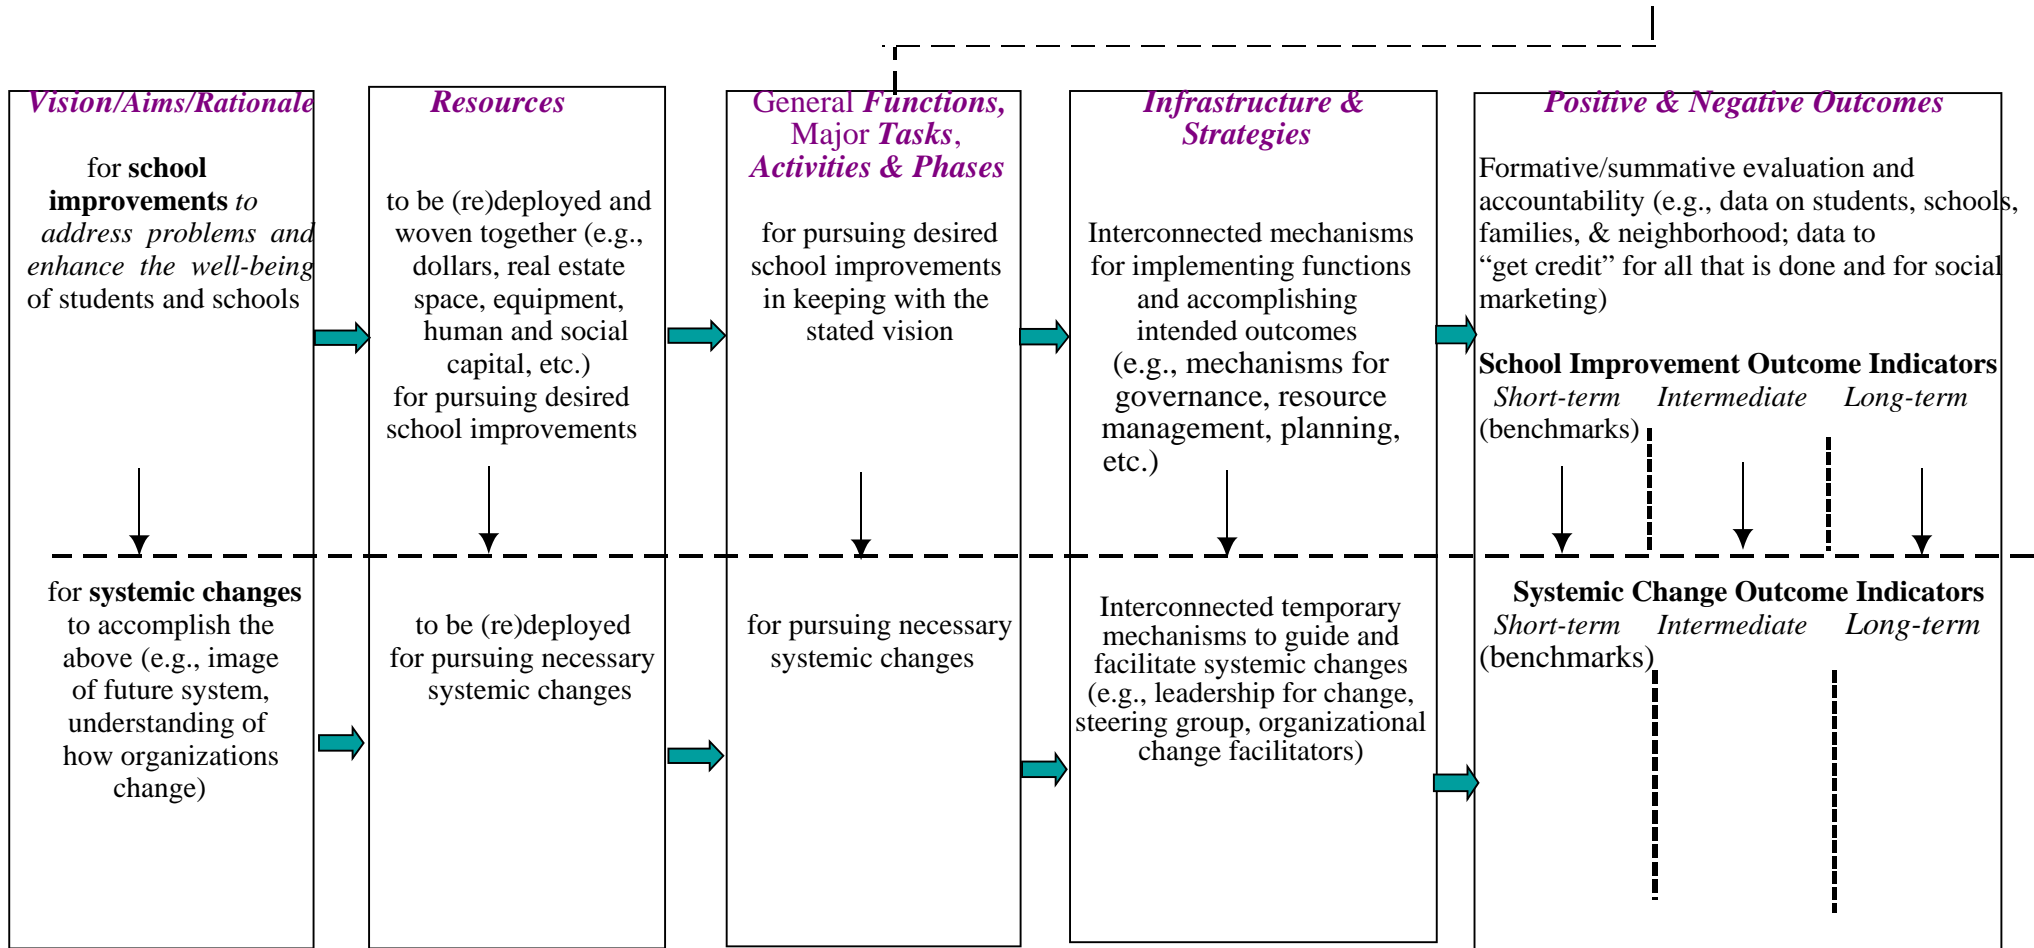 Vision/Aims/Rationale
for school
improvements to
address problems and
enhance the well-being
of students and schools
for systemic changes
to accomplish the
above (e.g., image
of future system,
understanding of
how organizations
change)
Resources
to be (re)deployed and
woven together (e.g.,
dollars, real estate
space, equipment,
human and social
capital, etc.)
for pursuing desired
school improvements
to be (re)deployed
for pursuing necessary
systemic changes
General Functions,
Major Tasks,
Activities & Phases
for pursuing desired
school improvements
in keeping with the
stated vision
for pursuing necessary
systemic changes
Infrastructure &
Strategies
Interconnected mechanisms
for implementing functions
and accomplishing
intended outcomes
(e.g., mechanisms for
governance, resource
management, planning,
etc.)
Interconnected temporary
mechanisms to guide and
facilitate systemic changes
(e.g., leadership for change,
steering group, organizational
change facilitators)
Positive & Negative Outcomes
Formative/summative evaluation and
accountability (e.g., data on students, schools,
families, & neighborhood; data to
“get credit” for all that is done and for social
marketing)
School Improvement Outcome Indicators
Short-term Intermediate Long-term
(benchmarks)
Systemic Change Outcome Indicators
Short-term Intermediate Long-term
(benchmarks)